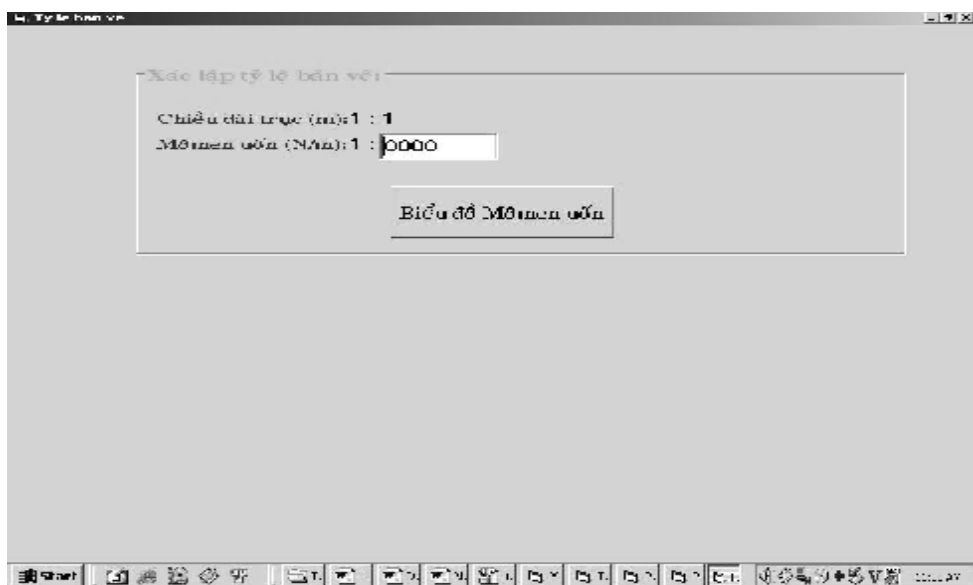 Ty le ban ve
Xác lập tỷ lệ bản vẽ:
Chiều dài trục (m):1 : 1
Mômen uốn (N/m):1 : 0000
Biểu đồ Mômen uốn
Start